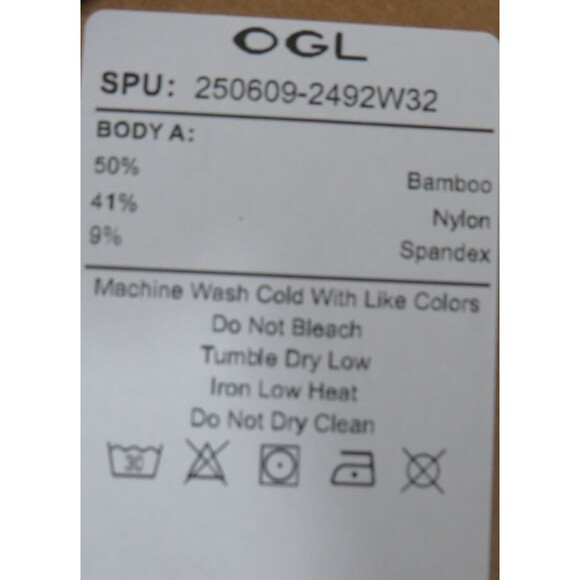 OGL
SPU: 250609-2492W32
BODY A:
50% Bamboo
41% Nylon
9% Spandex
Machine Wash Cold With Like Colors
Do Not Bleach
Tumble Dry Low
Iron Low Heat
Do Not Dry Clean
30